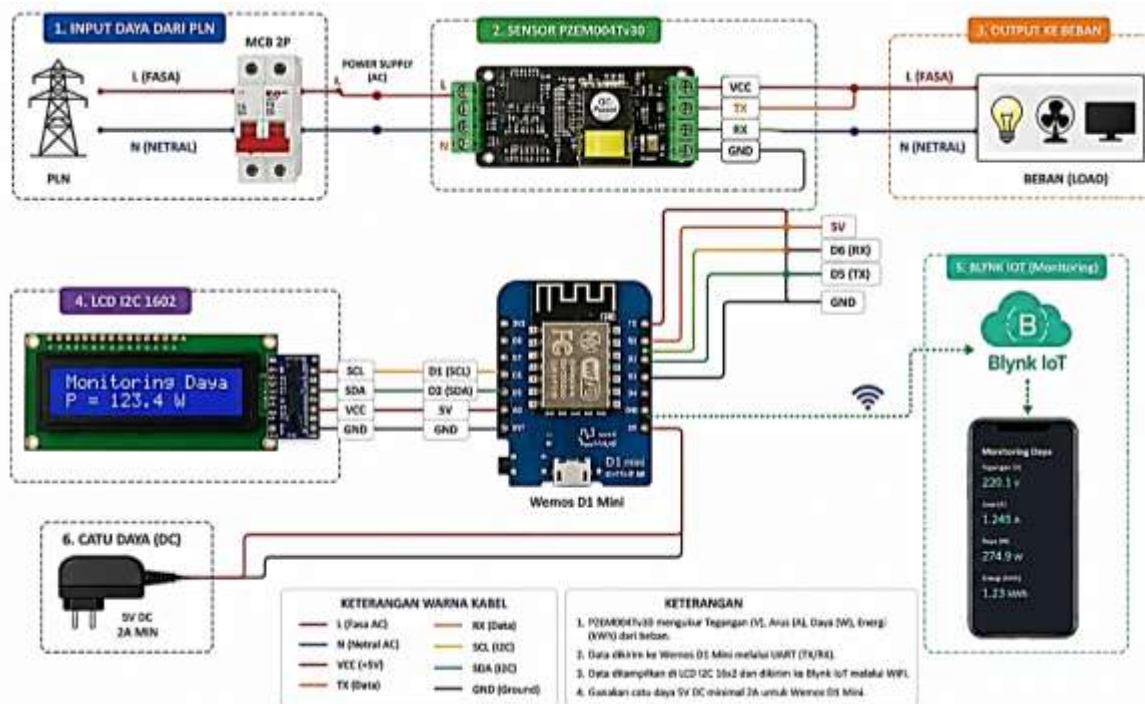 1. INPUT DAYA DARI PLN
MCB 2P
L (FASA)
N (NETRAL)
PLN
POWER SUPPLY
(AC)
L
2. SENSOR PZEM004Tv30
L
N
VCC
TX
RX
GND
3. OUTPUT KE BEBAN
L (FASA)
N (NETRAL)
BEBAN (LOAD)
5V
D6 (RX)
D5 (TX)
GND
4. LCD I2C 1602
Monitoring Daya
P = 123.4 W
SCL
SDA
VCC
GND
D1 (SCL)
D2 (SDA)
5V
GND
D1 mini
Wemos D1 Mini
5. BLYNK IOT (Monitoring)
B
Blynk IoT
Monitoring Daya
Tegangan (V)
220.1 V
1.245 A
Daya (W)
274.9 W
Energi (kWh)
1.23 kWh
6. CATU DAYA (DC)
5V DC
2A MIN
KETERANGAN WARNA KABEL
L (Fasa AC)
N (Netral AC)
VCC (+5V)
TX (Data)
RX (Data)
SCL (I2C)
SDA (I2C)
GND (Ground)
KETERANGAN
1. PZEM004Tv30 mengukur Tegangan (V), Arus (A), Daya (W), Energi
(kWh) dari beban.
2. Data dikirim ke Wemos D1 Mini melalui UART (TX/RX).
3. Data ditampilkan di LCD I2C 16x2 dan dikirim ke Blynk IoT melalui WiFi.
4. Gunakan catu daya 5V DC minimal 2A untuk Wemos D1 Mini.